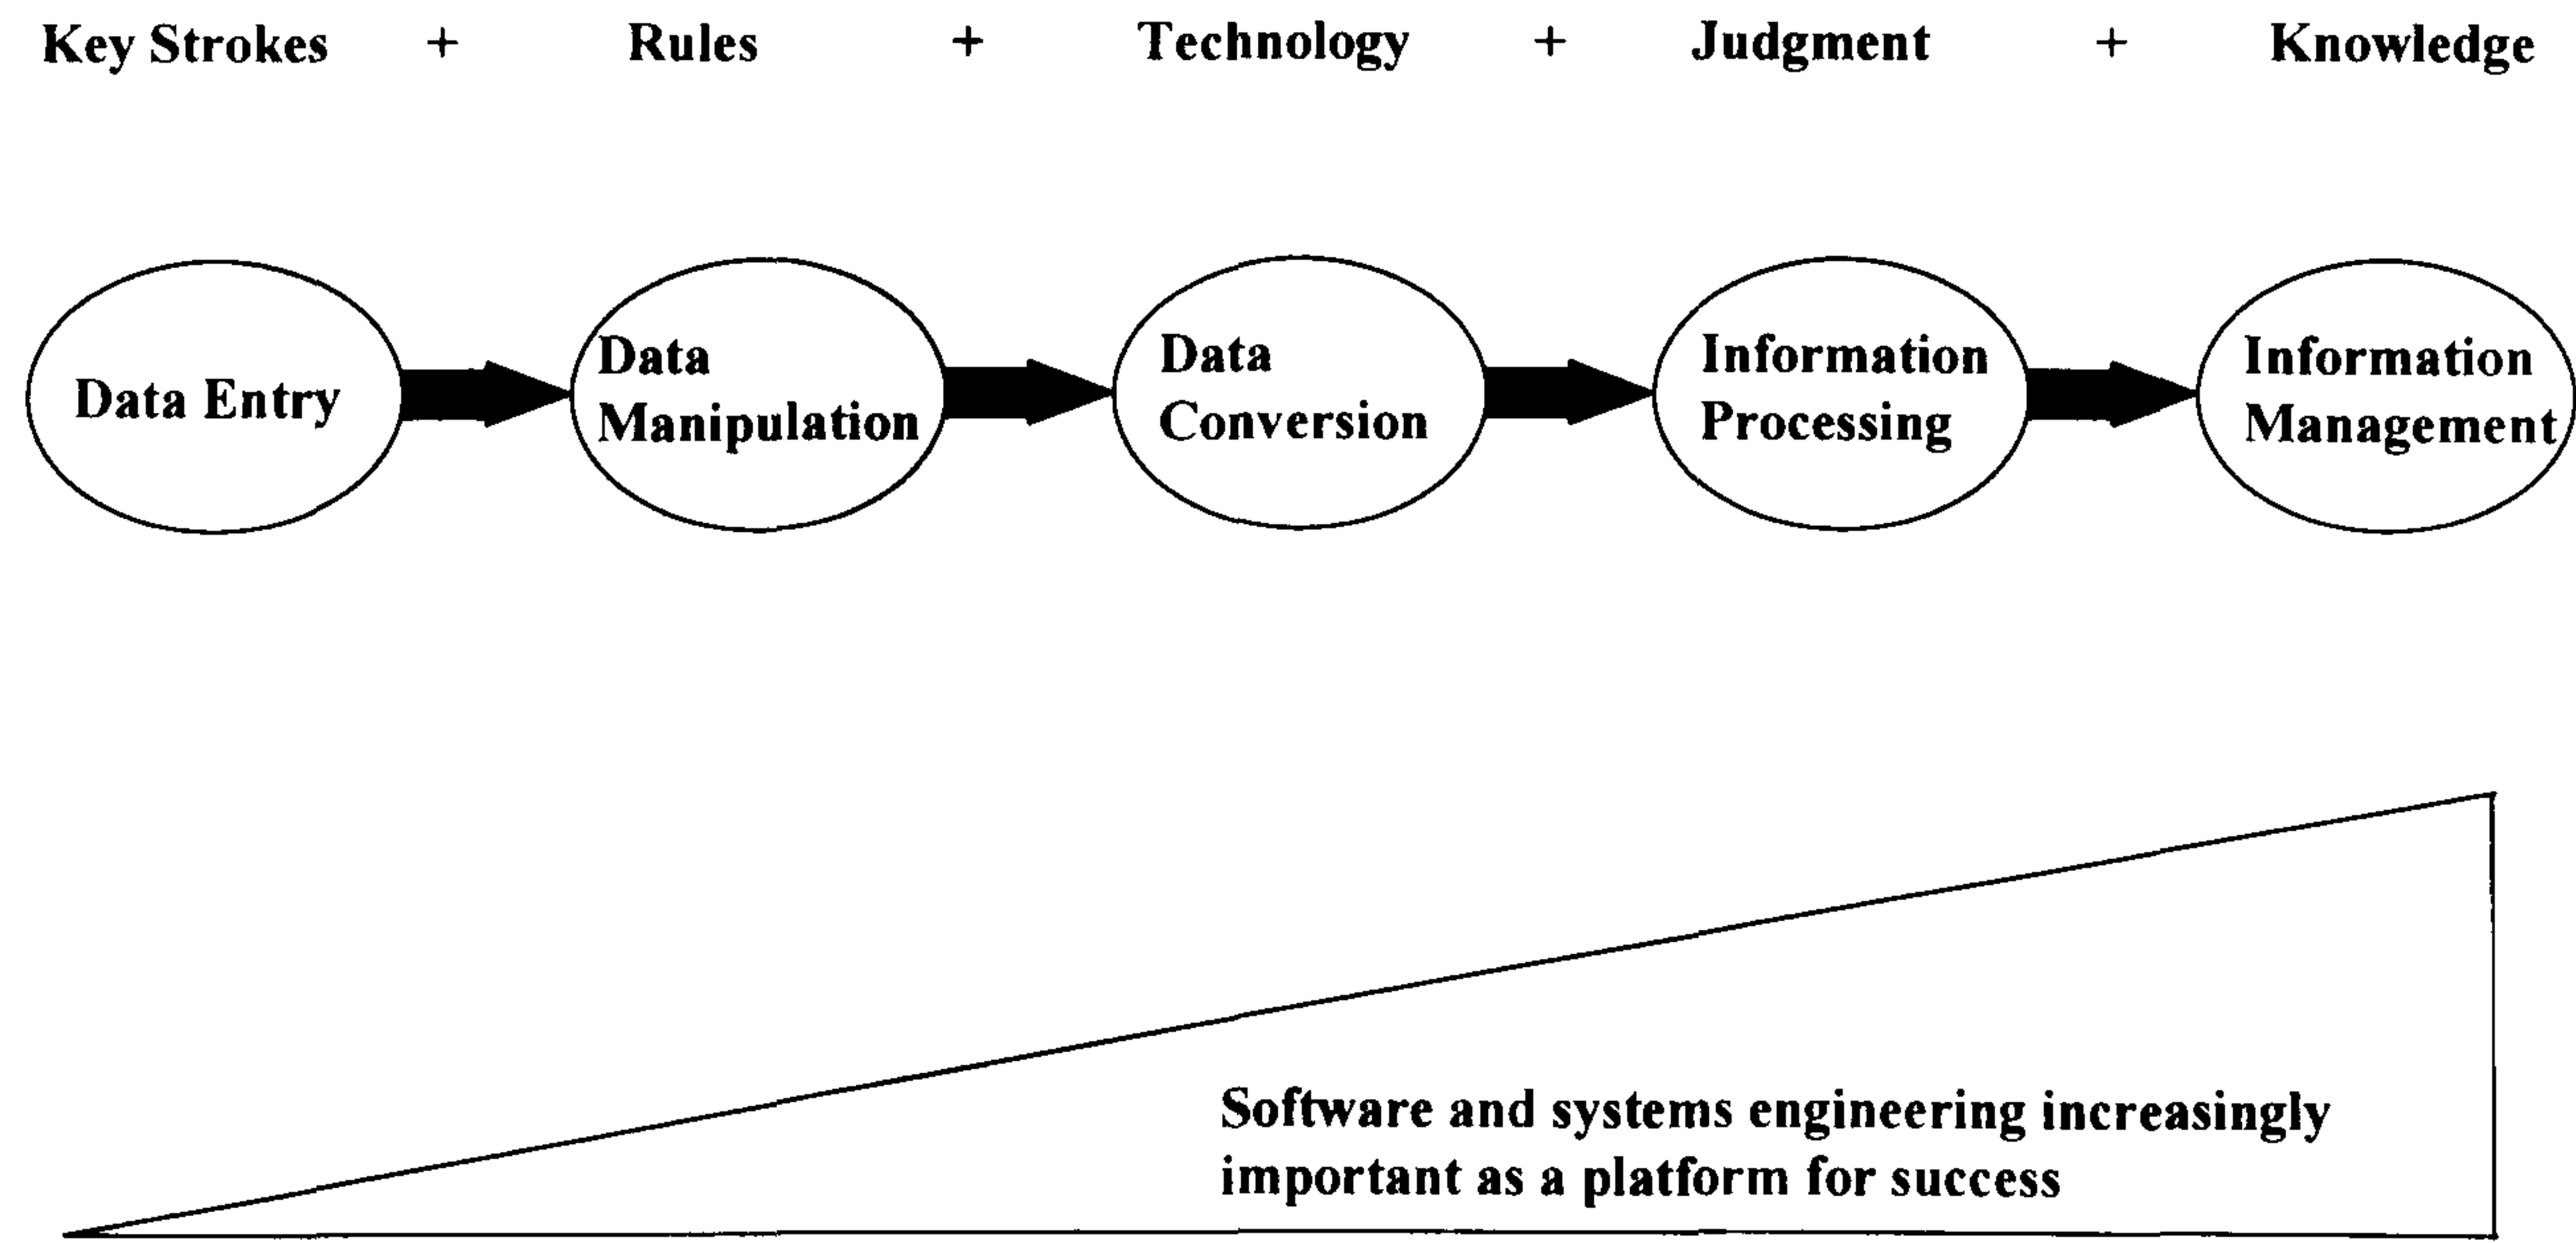 Key Strokes + Rules + Technology + Judgment + Knowledge
Data Entry
Data
Manipulation
Data
Conversion
Information
Processing
Information
Management
Software and systems engineering increasingly
important as a platform for success